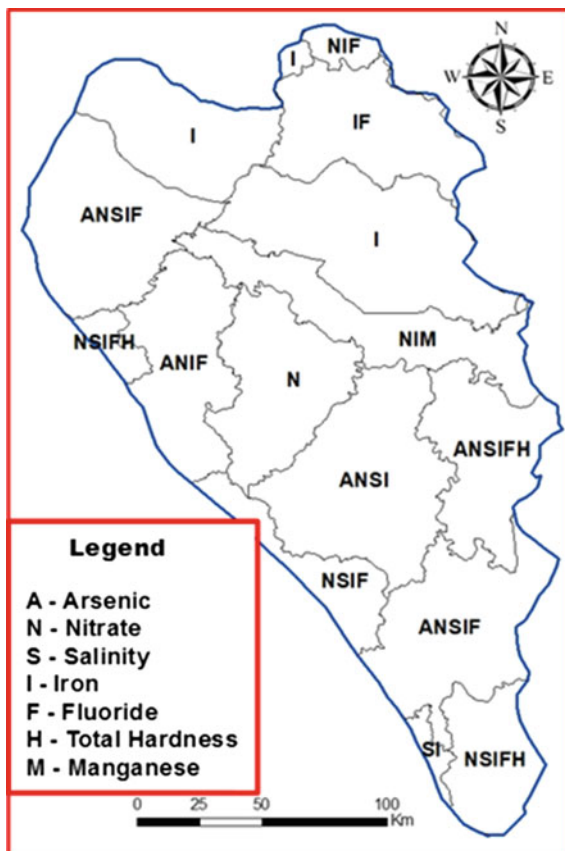 N
W E
S
I
NIF
I
IF
ANSIF
I
NSIFH
ANIF
NIM
N
ANSIFH
ANSI
NSIF
ANSIF
SI
NSIFH
Legend
A - Arsenic
N - Nitrate
S - Salinity
I - Iron
F - Fluoride
H - Total Hardness
M - Manganese
0 25 50 100
Km